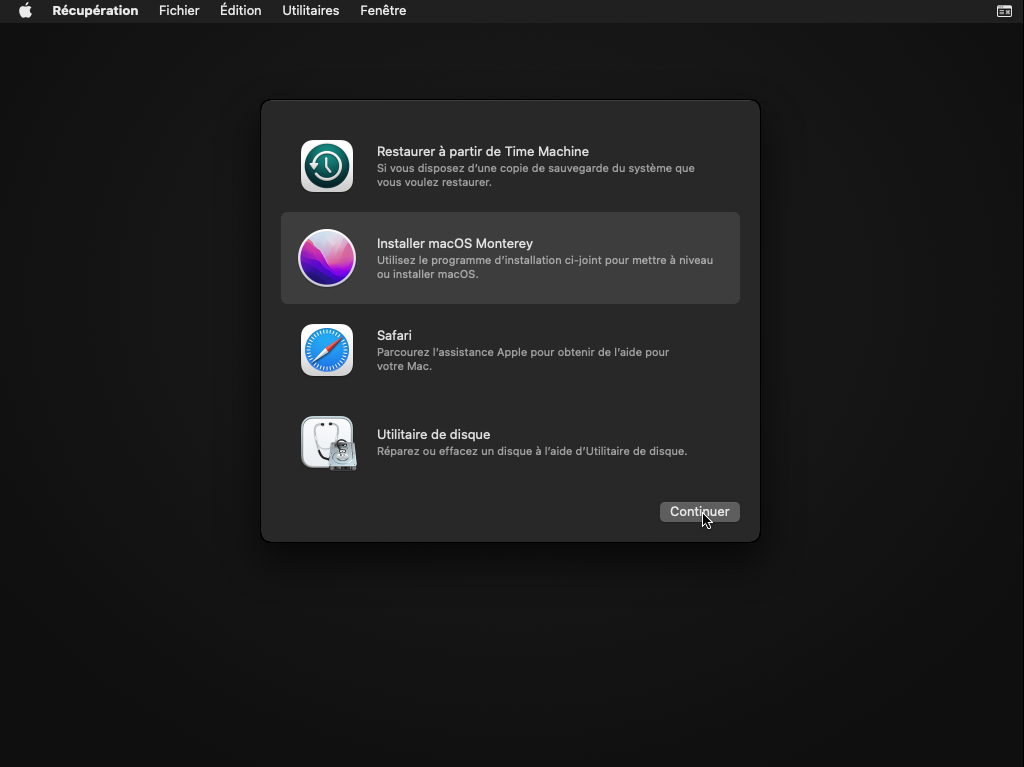 Récupération Fichier Édition Utilitaires Fenêtre
Restaurer à partir de Time Machine
Si vous disposez d'une copie de sauvegarde du système que
vous voulez restaurer.
Installer macOS Monterey
Utilisez le programme d'installation ci-joint pour mettre à niveau
ou installer macOS.
Safari
Parcourez l'assistance Apple pour obtenir de l'aide pour
votre Mac.
Utilitaire de disque
Réparez ou effacez un disque à l'aide d'Utilitaire de disque.
Continuer